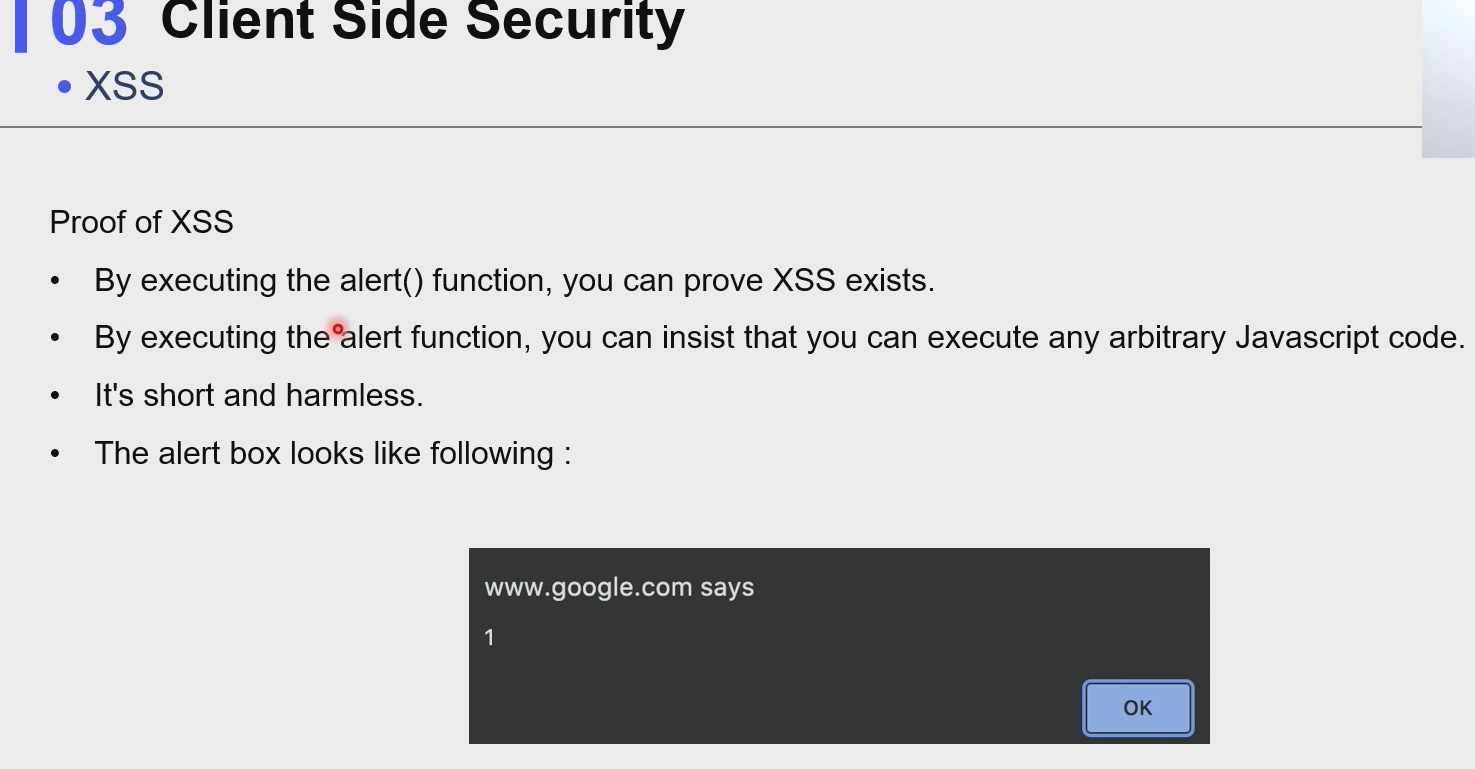 03 Client Side Security
• XSS
Proof of XSS
• By executing the alert() function, you can prove XSS exists.
• By executing the alert function, you can insist that you can execute any arbitrary Javascript code.
• It's short and harmless.
• The alert box looks like following :
www.google.com says
1
OK